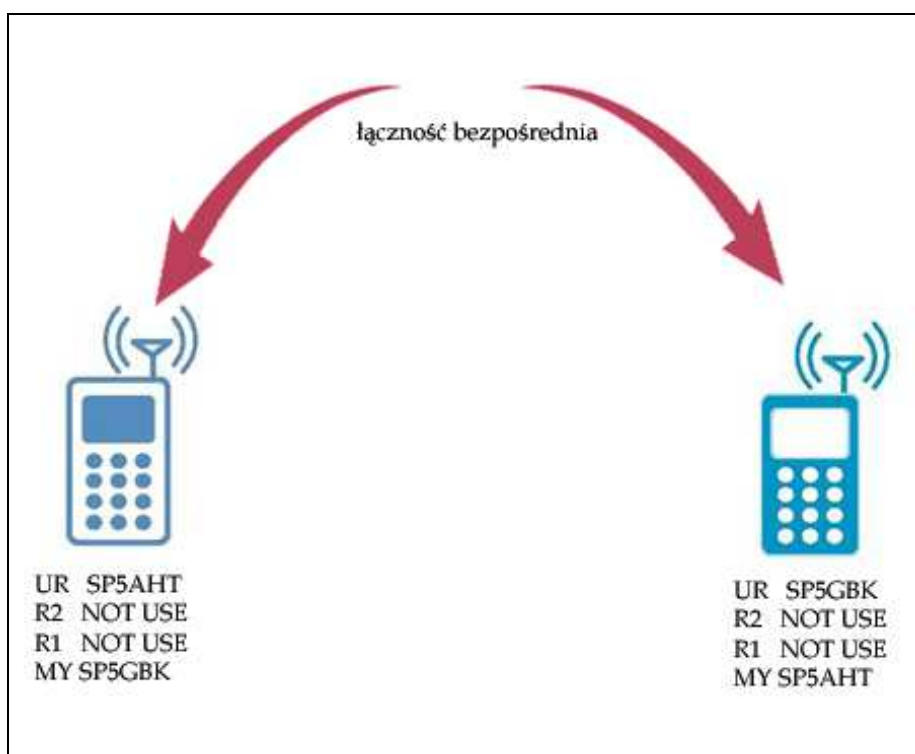 łączność bezpośrednia
UR SP5AHT
R2 NOT USE
R1 NOT USE
MY SP5GBK
UR SP5GBK
R2 NOT USE
R1 NOT USE
MY SP5AHT